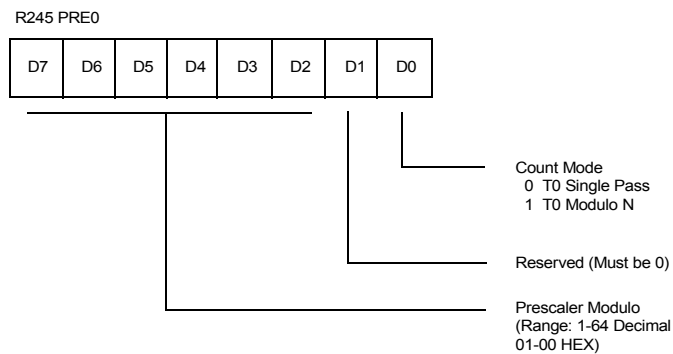 R245 PRE0
D7 D6 D5 D4 D3 D2 D1 D0
Count Mode
0 T0 Single Pass
1 T0 Modulo N
Reserved (Must be 0)
Prescaler Modulo
(Range: 1-64 Decimal
01-00 HEX)